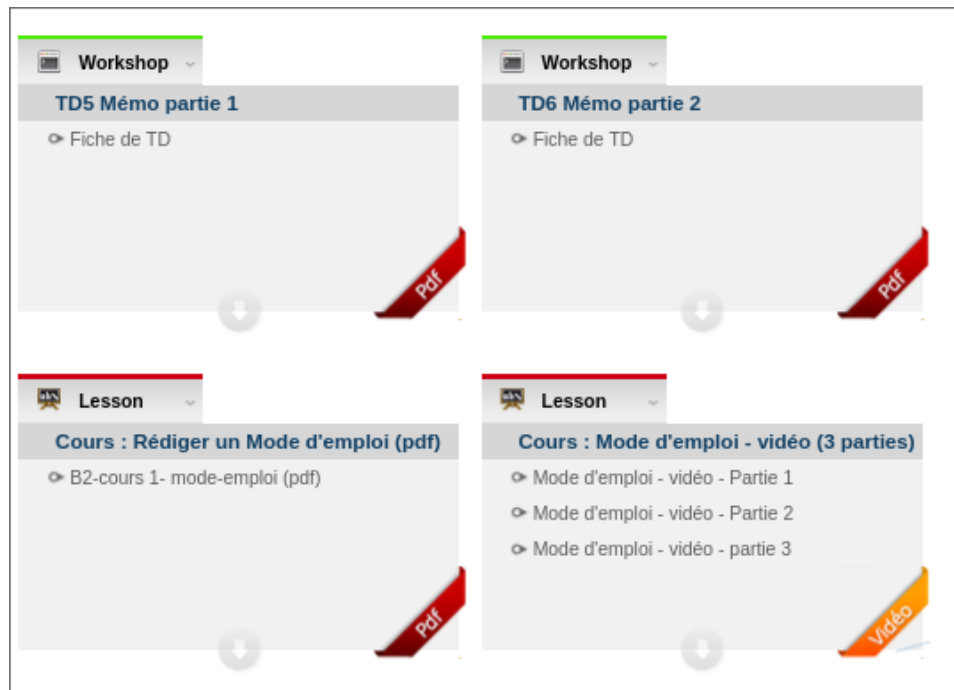 Workshop
TD5 Mémo partie 1
Fiche de TD
Pdf
Workshop
TD6 Mémo partie 2
Fiche de TD
Pdf
Lesson
Cours : Rédiger un Mode d'emploi (pdf)
B2-cours 1- mode-emploi (pdf)
Pdf
Lesson
Cours : Mode d'emploi - vidéo (3 parties)
Mode d'emploi - vidéo - Partie 1
Mode d'emploi - vidéo - Partie 2
Mode d'emploi - vidéo - partie 3
Vidéo